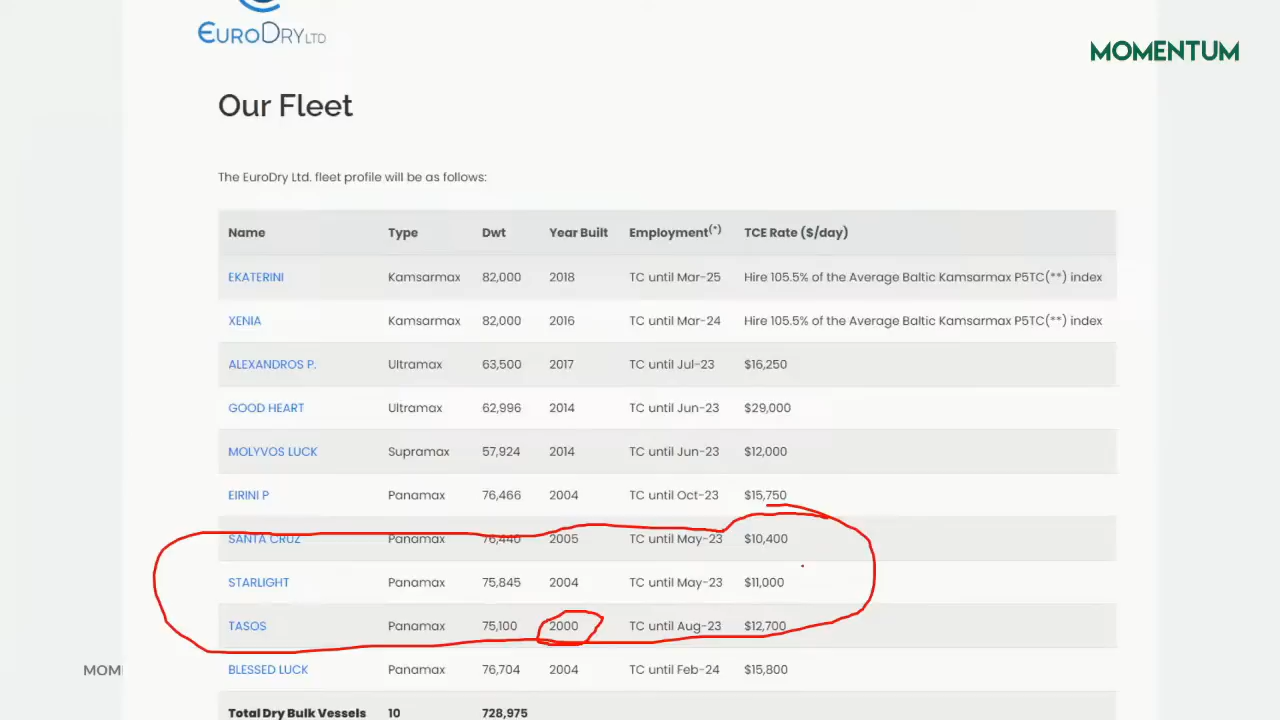 EURODRY LTD
MOMENTUM
Our Fleet
The EuroDry Ltd. fleet profile will be as follows:
Name Type Dwt Year Built Employment(*) TCE Rate ($/day)
EKATERINI Kamsarmax 82,000 2018 TC until Mar-25 Hire 105.5% of the Average Baltic Kamsarmax P5TC(**) index
XENIA Kamsarmax 82,000 2016 TC until Mar-24 Hire 105.5% of the Average Baltic Kamsarmax P5TC(**) index
ALEXANDROS P. Ultramax 63,500 2017 TC until Jul-23 $16,250
GOOD HEART Ultramax 62,996 2014 TC until Jun-23 $29,000
MOLYVOS LUCK Supramax 57,924 2014 TC until Jun-23 $12,000
EIRINI P Panamax 76,466 2004 TC until Oct-23 $15,750
SANTA CRUZ Panamax 76,440 2005 TC until May-23 $10,400
STARLIGHT Panamax 75,845 2004 TC until May-23 $11,000
TASOS Panamax 75,100 2000 TC until Aug-23 $12,700
MOM
BLESSED LUCK Panamax 76,704 2004 TC until Feb-24 $15,800
Total Dry Bulk Vessels 10 728,975